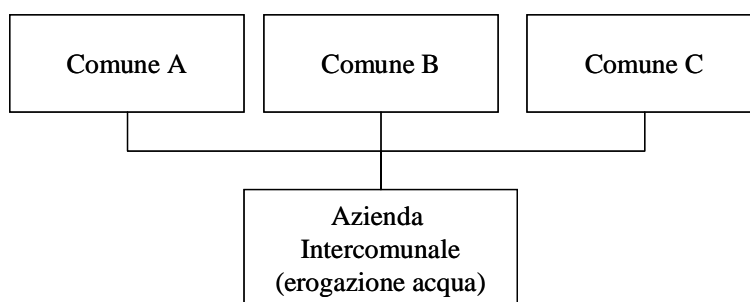 Comune A
Comune B
Comune C
Azienda
Intercomunale
(erogazione acqua)